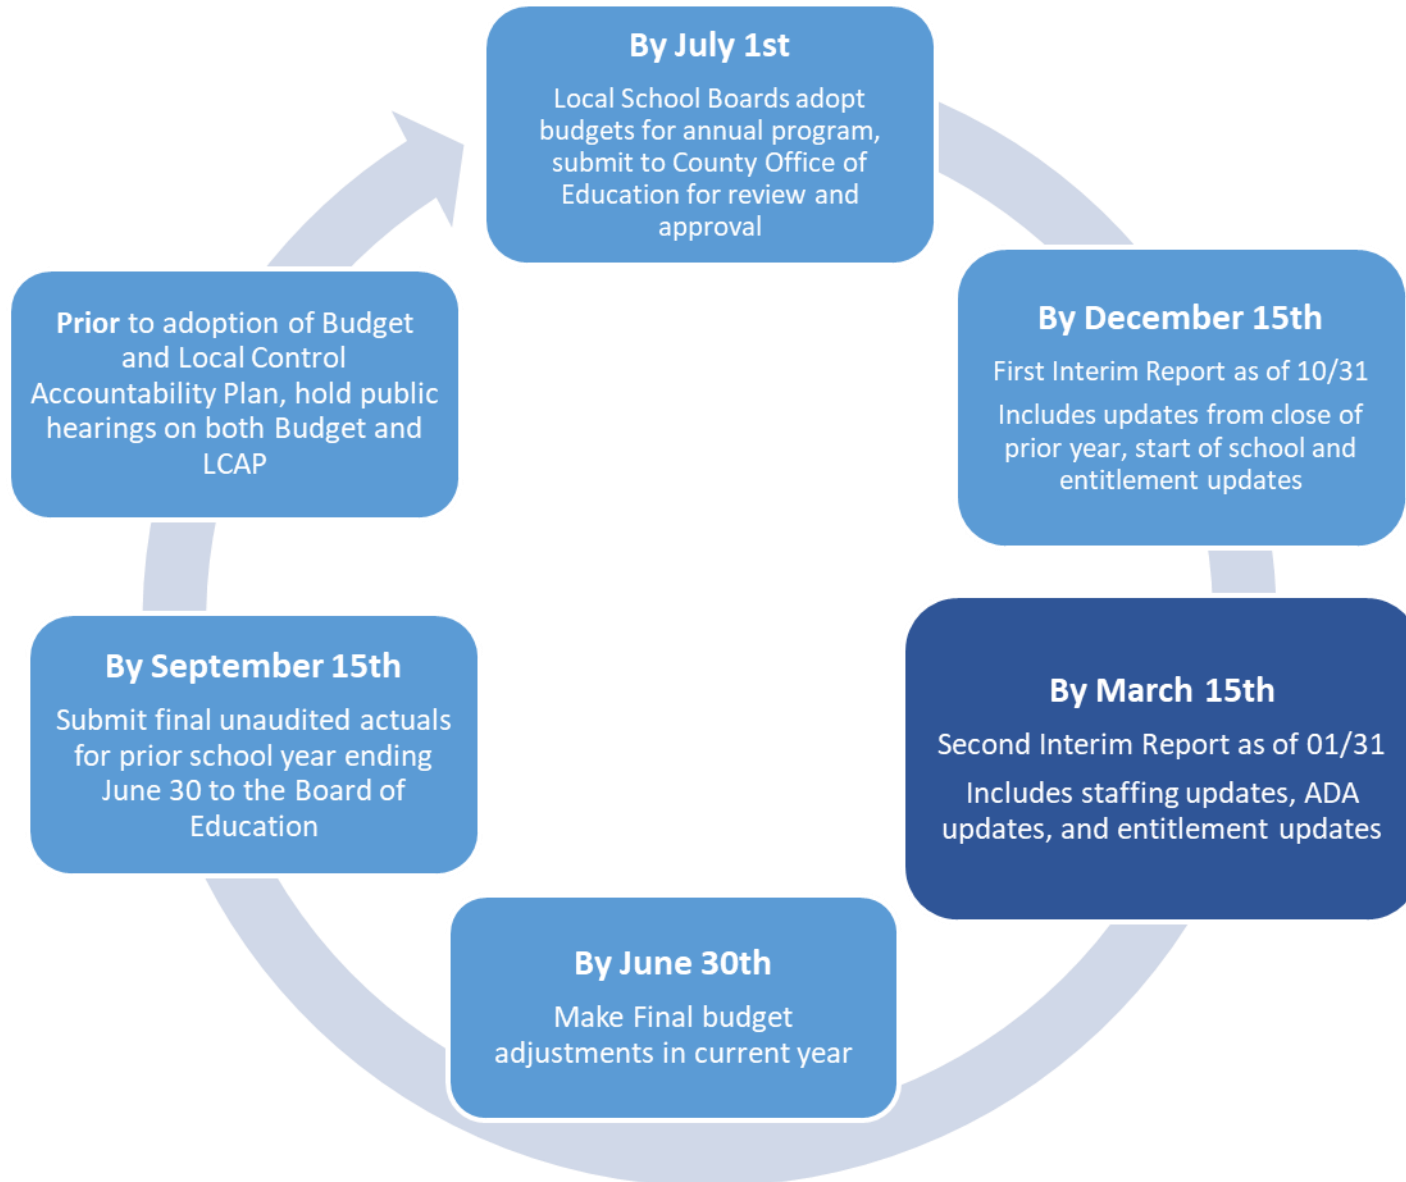 By July 1st
Local School Boards adopt
budgets for annual program,
submit to County Office of
Education for review and
approval
By December 15th
First Interim Report as of 10/31
Includes updates from close of
prior year, start of school and
entitlement updates
By March 15th
Second Interim Report as of 01/31
Includes staffing updates, ADA
updates, and entitlement updates
By June 30th
Make Final budget
adjustments in current year
By September 15th
Submit final unaudited actuals
for prior school year ending
June 30 to the Board of
Education
Prior to adoption of Budget
and Local Control
Accountability Plan, hold public
hearings on both Budget and
LCAP